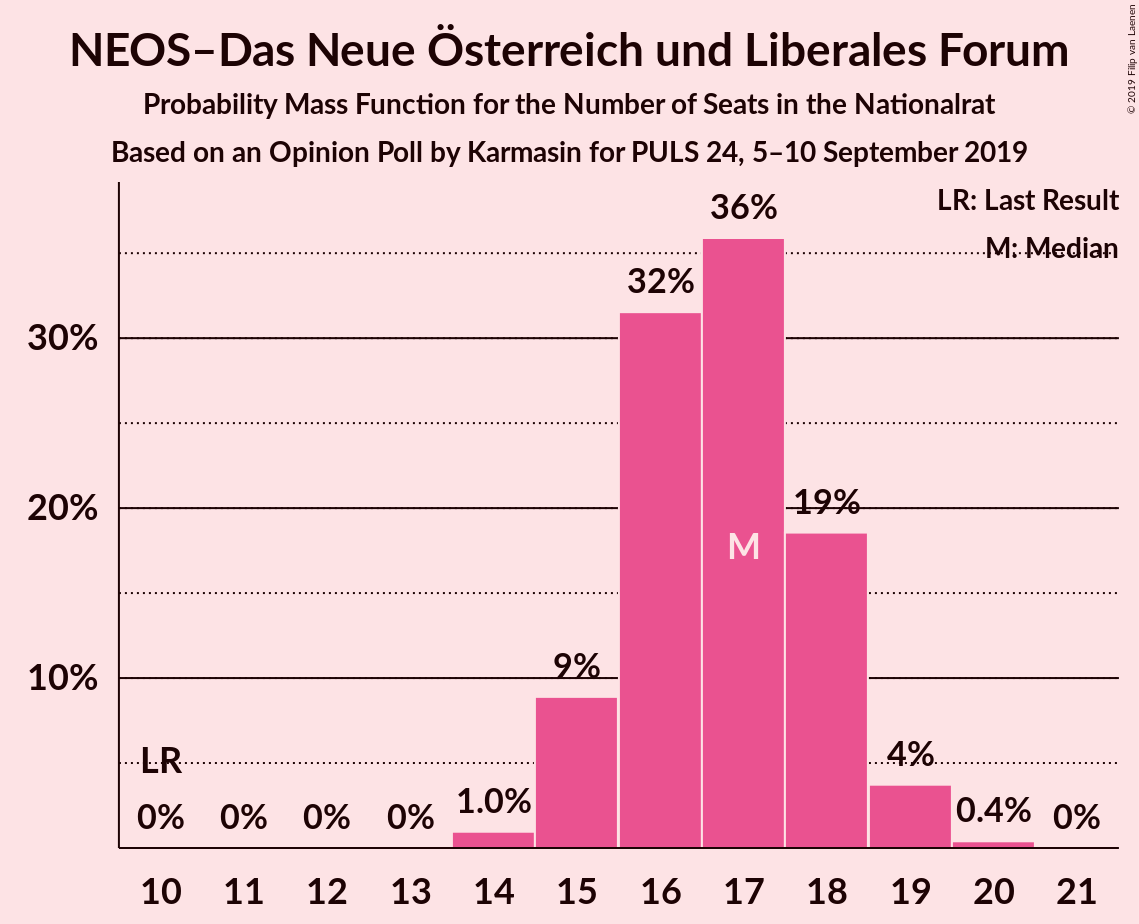 NEOS–Das Neue Österreich und Liberales Forum
Probability Mass Function for the Number of Seats in the Nationalrat
Based on an Opinion Poll by Karmasin for PULS 24, 5–10 September 2019
© 2019 Filip van Laenen
LR: Last Result
M: Median
36%
32%
30%
20%
19%
M
10%
9%
LR
4%
0% 0% 0% 0% 1.0% 0.4% 0%
10 11 12 13 14 15 16 17 18 19 20 21